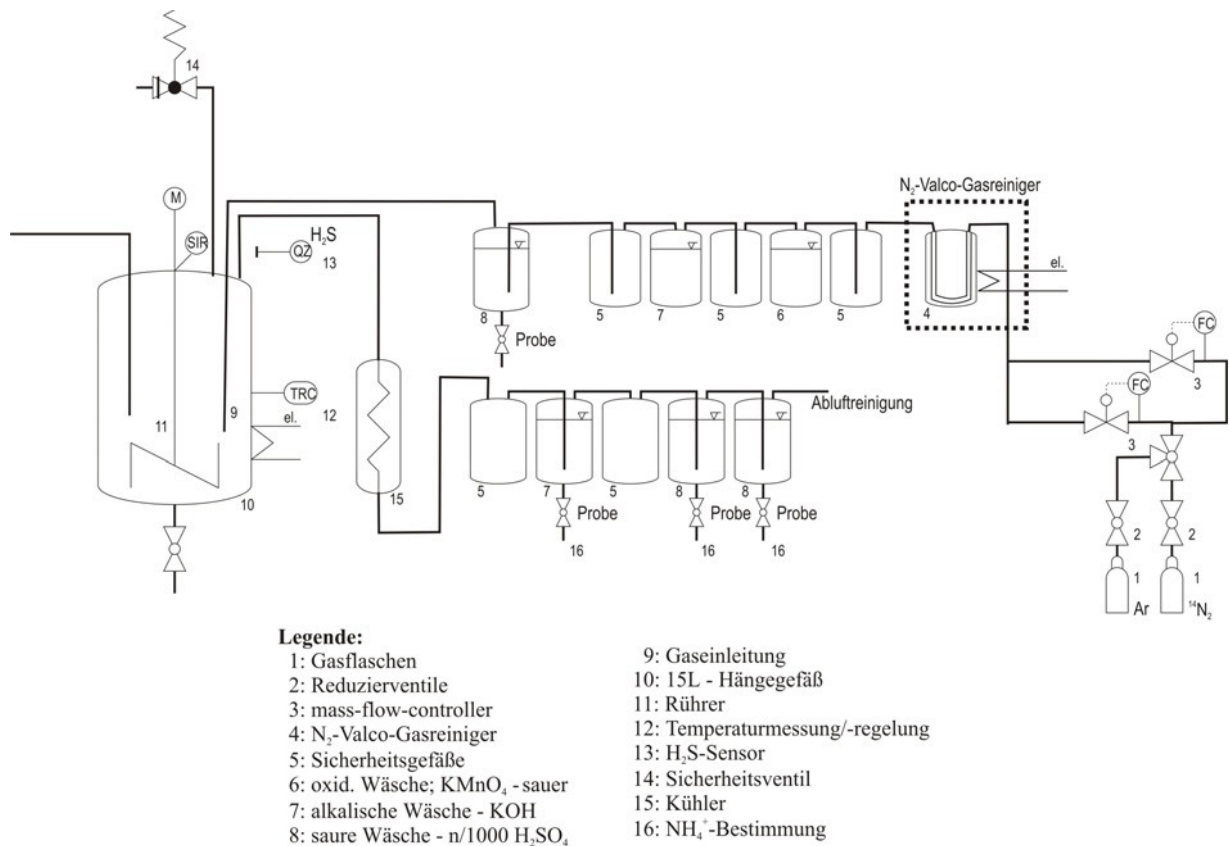 14
M
SIR
H₂S
QZ
13
N₂-Valco-Gasreiniger
el.
8
5
7
5
6
5
4
Probe
FC
3
FC
3
TRC
12
9
11
el.
10
15
Abluftreinigung
5
7
5
8
8
Probe
Probe
Probe
16
16
16
2
2
1
1
Ar
¹⁴N₂
Legende:
1: Gasflaschen
2: Reduzierventile
3: mass-flow-controller
4: N₂-Valco-Gasreiniger
5: Sicherheitsgefäße
6: oxid. Wäsche; KMnO₄ - sauer
7: alkalische Wäsche - KOH
8: saure Wäsche - n/1000 H₂SO₄
9: Gaseinleitung
10: 15L - Hängegefäß
11: Rührer
12: Temperaturmessung/-regelung
13: H₂S-Sensor
14: Sicherheitsventil
15: Kühler
16: NH₄⁺-Bestimmung